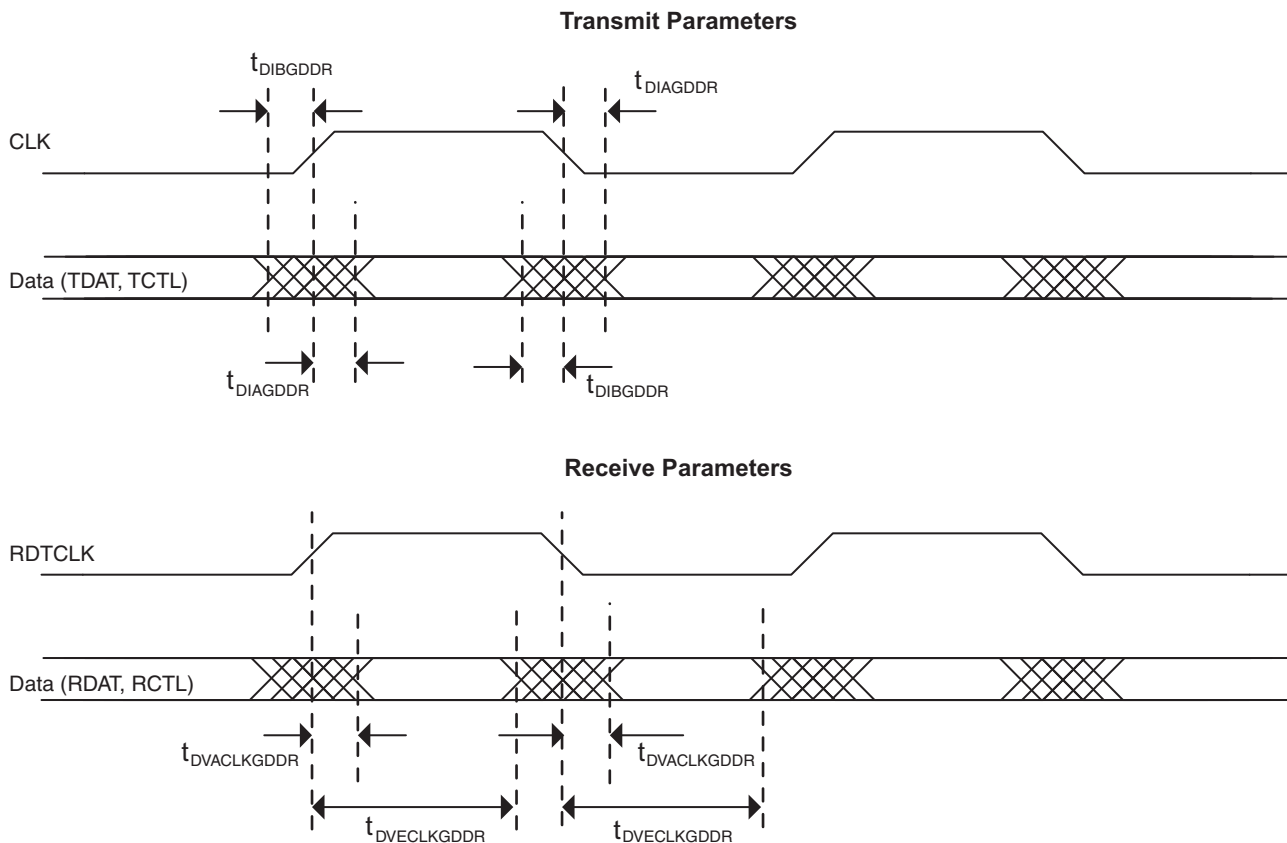 Transmit Parameters
tDIBGDDR
tDIAGDDR
CLK
Data (TDAT, TCTL)
tDIAGDDR
tDIBGDDR
Receive Parameters
RDTCLK
Data (RDAT, RCTL)
tDVACLKGDDR
tDVACLKGDDR
tDVECLKGDDR
tDVECLKGDDR